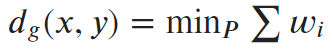 d_g(x, y) = min_P ∑ w_i